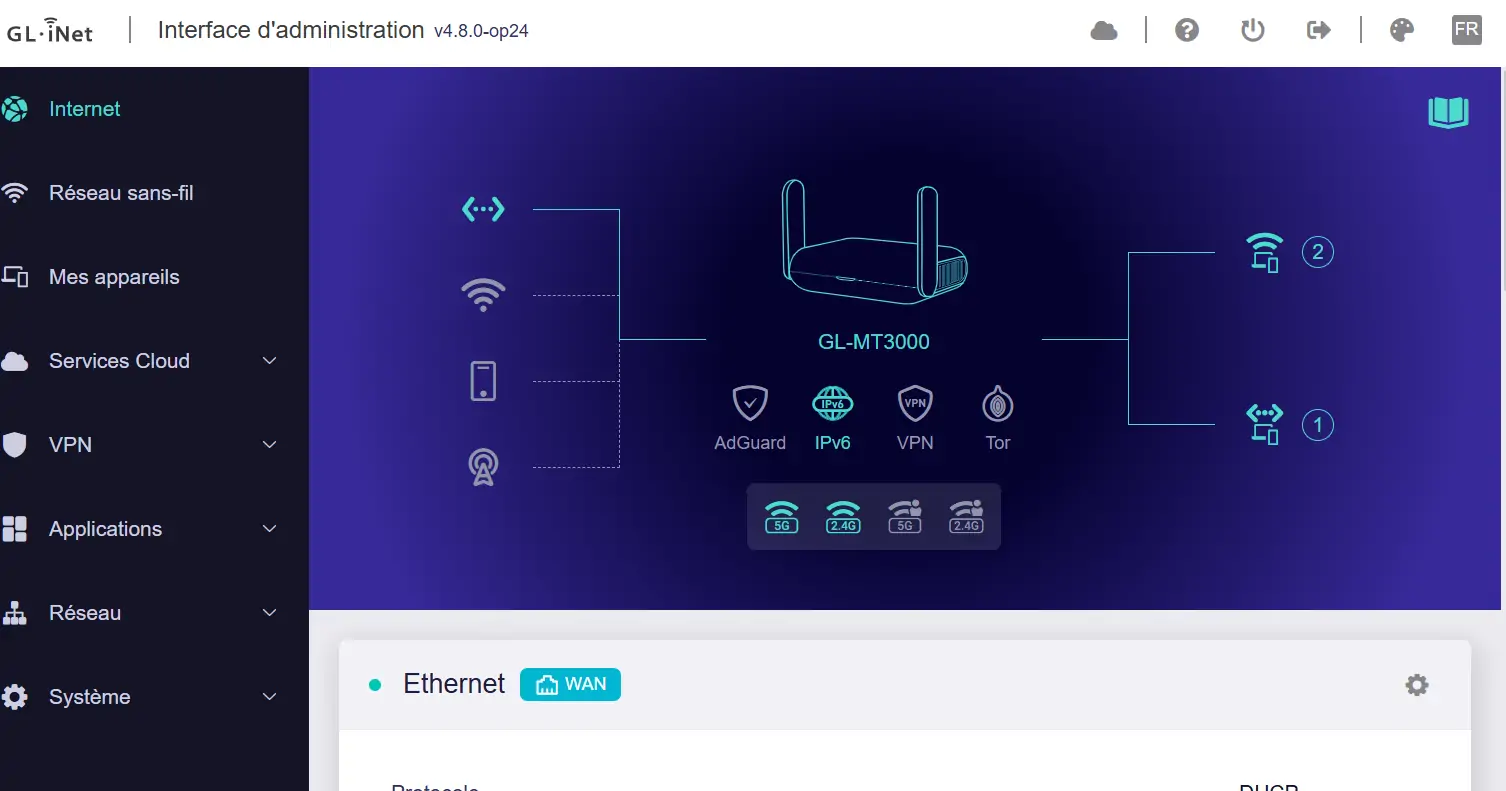 GL·iNet
Interface d'administration v4.8.0-op24
FR
Internet
Réseau sans-fil
Mes appareils
Services Cloud
VPN
Applications
Réseau
Système
GL-MT3000
2
1
IPv6
VPN
AdGuard
IPv6
VPN
Tor
5G
2.4G
5G
2.4G
Ethernet
WAN
Protocole
DHCP